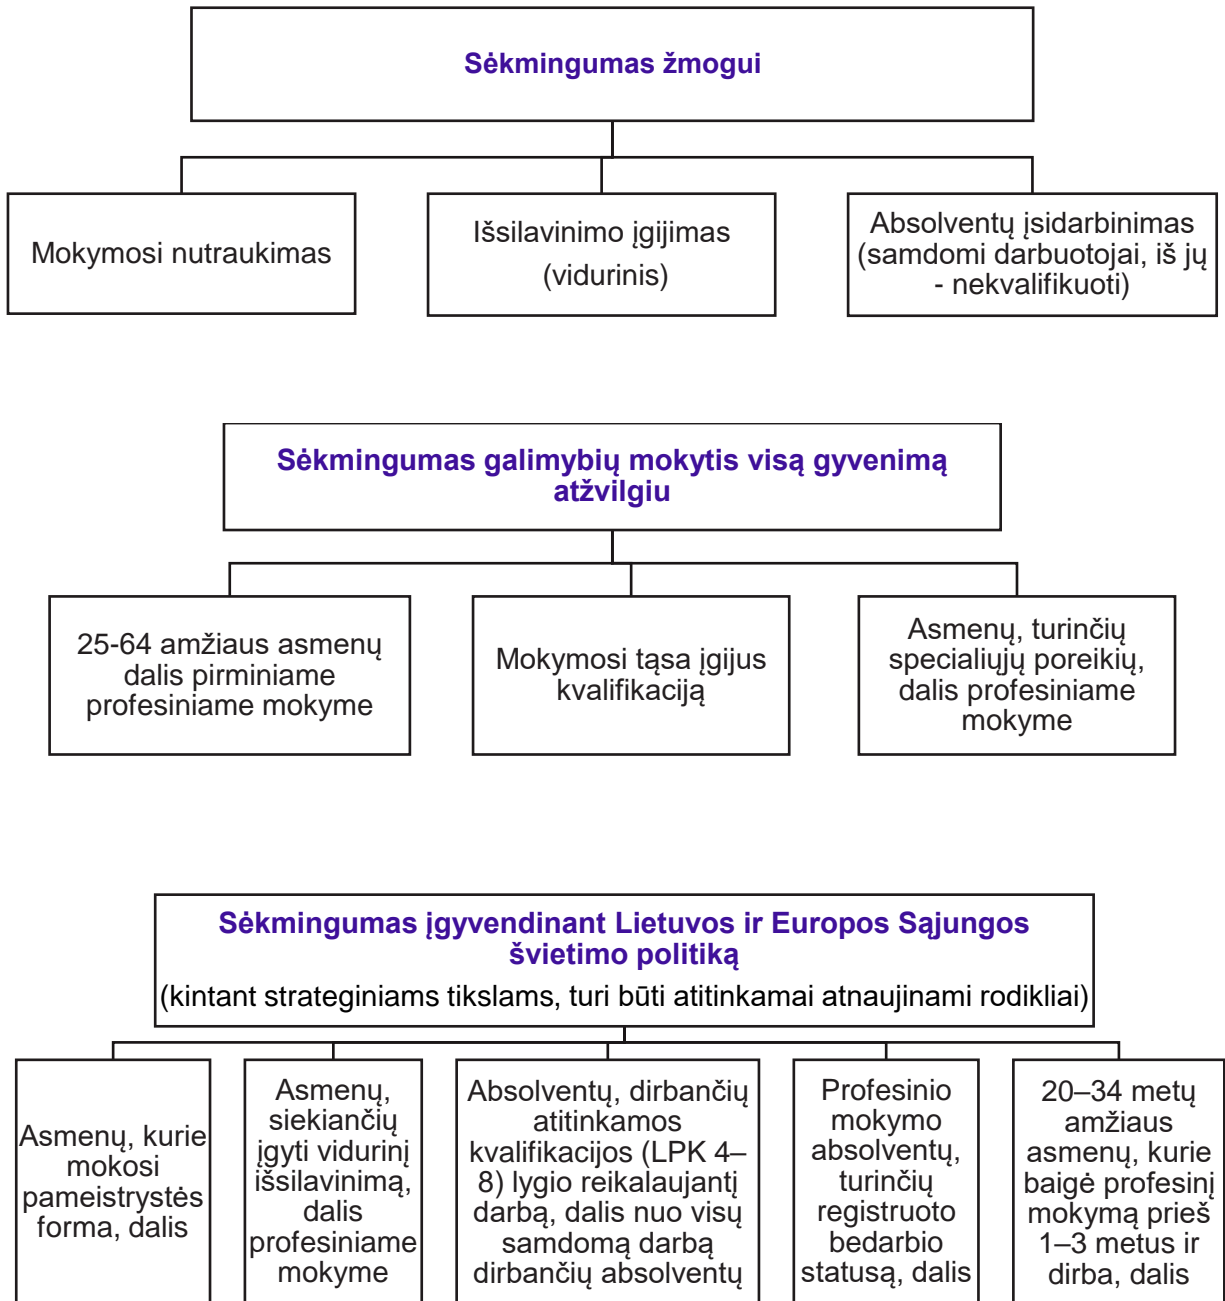 Sėkmingumas žmogui
Mokymosi nutraukimas
Išsilavinimo įgijimas
(vidurinis)
Absolventų įsidarbinimas
(samdomi darbuotojai, iš jų
- nekvalifikuoti)
Sėkmingumas galimybių mokytis visą gyvenimą
atžvilgiu
25-64 amžiaus asmenų
dalis pirminiame
profesiniame mokyme
Mokymosi tąsa įgijus
kvalifikaciją
Asmenų, turinčių
specialiųjų poreikių,
dalis profesiniame
mokyme
Sėkmingumas įgyvendinant Lietuvos ir Europos Sąjungos
švietimo politiką
(kintant strateginiams tikslams, turi būti atitinkamai atnaujinami rodikliai)
Asmenų, kurie
mokosi
pameistrystės
forma, dalis
Asmenų,
siekiančių
įgyti vidurinį
išsilavinimą,
dalis
profesiniame
mokyme
Absolventų, dirbančių
atitinkamos
kvalifikacijos (LPK 4–
8) lygio reikalaujantį
darbą, dalis nuo visų
samdomą darbą
dirbančių absolventų
Profesinio
mokymo
absolventų,
turinčių
registruoto
bedarbio
statusą, dalis
20–34 metų
amžiaus
asmenų, kurie
baigė profesinį
mokymą prieš
1–3 metus ir
dirba, dalis